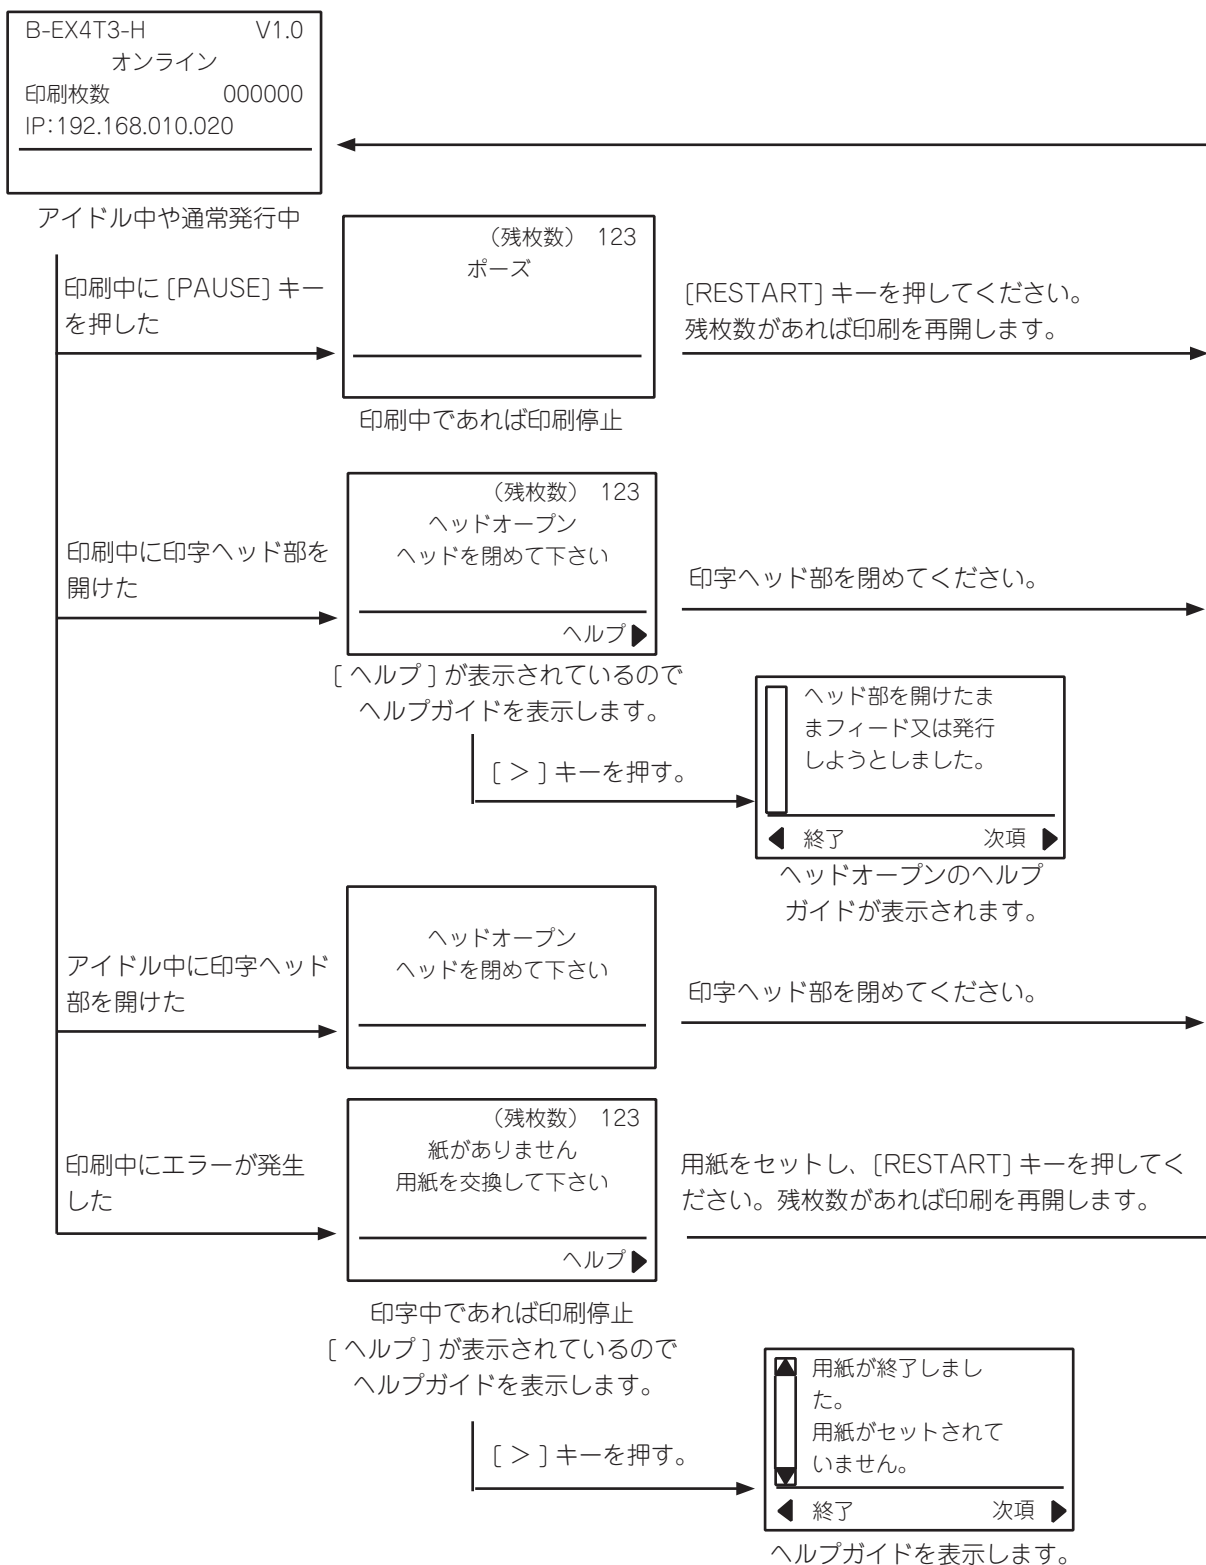 B-EX4T3-H V1.0
オンライン
印刷枚数 000000
IP:192.168.010.020
アイドル中や通常発行中
印刷中に [PAUSE] キー
を押した
(残枚数) 123
ポーズ
印刷中であれば印刷停止
[RESTART] キーを押してください。
残枚数があれば印刷を再開します。
印刷中に印字ヘッド部を
開けた
(残枚数) 123
ヘッドオープン
ヘッドを閉めて下さい
ヘルプ▶
印字ヘッド部を閉めてください。
[ ヘルプ ] が表示されているので
ヘルプガイドを表示します。
[ > ] キーを押す。
ヘッド部を開けたま
まフィード又は発行
しようとしました。
◀ 終了 次項 ▶
ヘッドオープンのヘルプ
ガイドが表示されます。
アイドル中に印字ヘッド
部を開けた
ヘッドオープン
ヘッドを閉めて下さい
印字ヘッド部を閉めてください。
印刷中にエラーが発生
した
(残枚数) 123
紙がありません
用紙を交換して下さい
ヘルプ▶
用紙をセットし、[RESTART] キーを押してく
ださい。残枚数があれば印刷を再開します。
印字中であれば印刷停止
[ ヘルプ ] が表示されているので
ヘルプガイドを表示します。
[ > ] キーを押す。
用紙が終了しまし
た。
用紙がセットされて
いません。
◀ 終了 次項 ▶
ヘルプガイドを表示します。